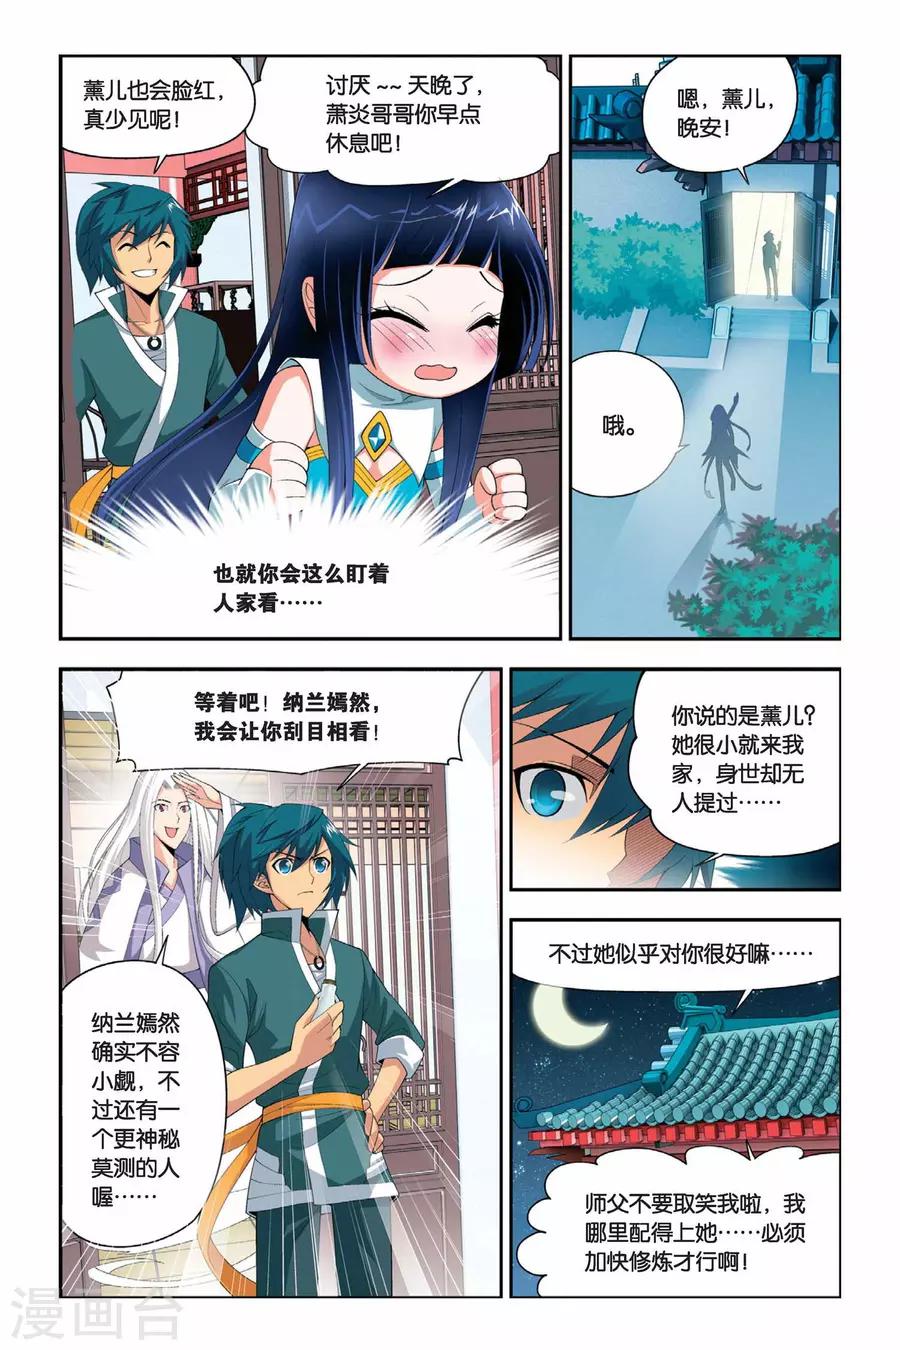 薰儿也会脸红，
真少见呢！
讨厌~~天晚了，
萧炎哥哥你早点
休息吧！
也就你会这么盯着
人家看……
嗯，薰儿，
晚安！
哦。
等着吧！纳兰嫣然，
我会让你刮目相看！
纳兰嫣然
确实不容
小觑，不
过还有一
个更神秘
莫测的人
喔……
你说的是薰儿？
她很小就来我
家，身世却无
人提过……
不过她似乎对你很好嘛……
师父不要取笑我啦，我
哪里配得上她……必须
加快修炼才行啊！
漫画台